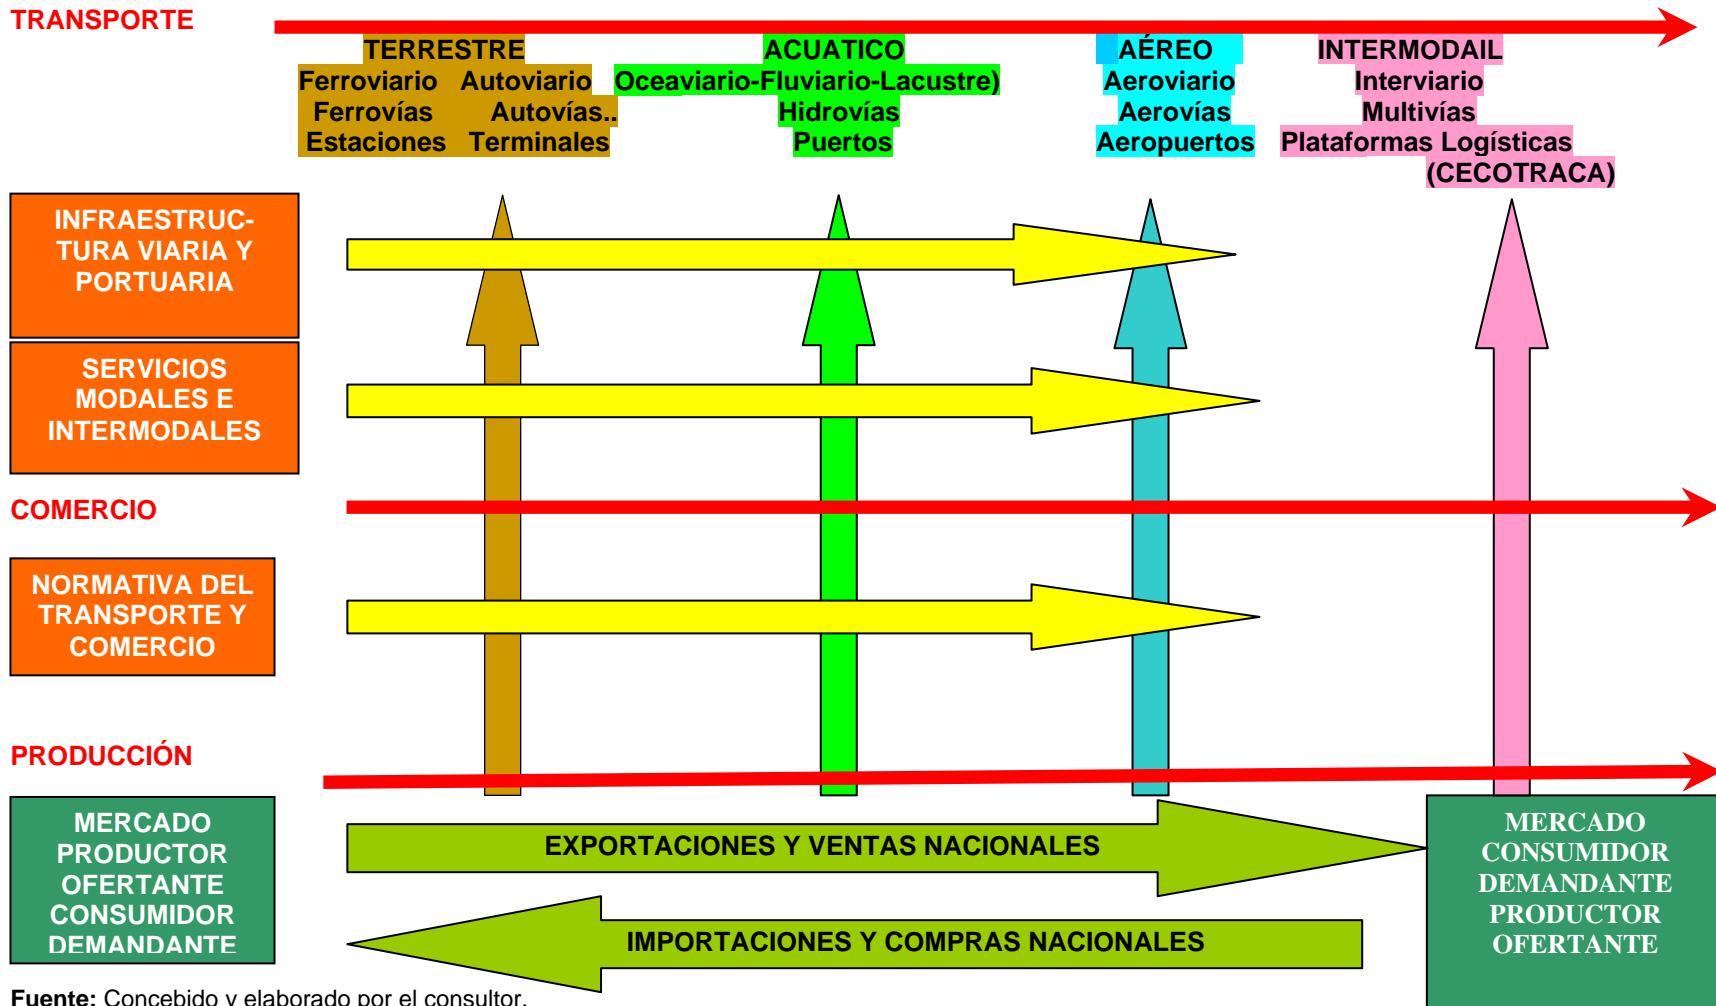 TRANSPORTE
TERRESTRE
Ferroviario Autoviario
Ferrovías Autovías..
Estaciones Terminales
ACUATICO
Oceaviario-Fluviario-Lacustre)
Hidrovías
Puertos
AÉREO
Aeroviario
Aerovías
Aeropuertos
INTERMODAIL
Interviario
Multivías
Plataformas Logísticas
(CECOTRACA)
INFRAESTRUC-
TURA VIARIA Y
PORTUARIA
SERVICIOS
MODALES E
INTERMODALES
COMERCIO
NORMATIVA DEL
TRANSPORTE Y
COMERCIO
PRODUCCIÓN
MERCADO
PRODUCTOR
OFERTANTE
CONSUMIDOR
DEMANDANTE
EXPORTACIONES Y VENTAS NACIONALES
IMPORTACIONES Y COMPRAS NACIONALES
MERCADO
CONSUMIDOR
DEMANDANTE
PRODUCTOR
OFERTANTE
Fuente: Concebido y elaborado por el consultor.